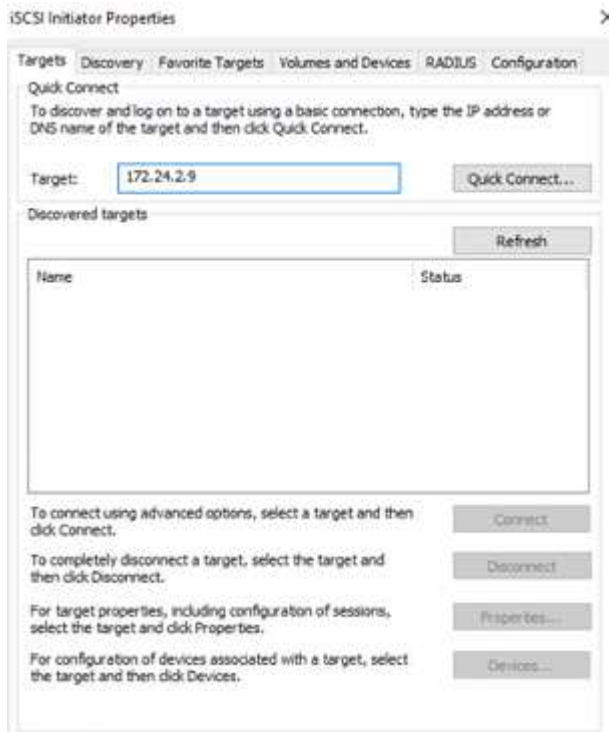 iSCSI Initiator Properties
Targets Discovery Favorite Targets Volumes and Devices RADIUS Configuration
Quick Connect
To discover and log on to a target using a basic connection, type the IP address or
DNS name of the target and then click Quick Connect.
Target: 172.24.2.9 Quick Connect...
Discovered targets
Refresh
Name Status
To connect using advanced options, select a target and then
click Connect.
Connect
To completely disconnect a target, select the target and
then click Disconnect.
Disconnect
For target properties, including configuration of sessions,
select the target and click Properties.
Properties...
For configuration of devices associated with a target, select
the target and then click Devices.
Devices...